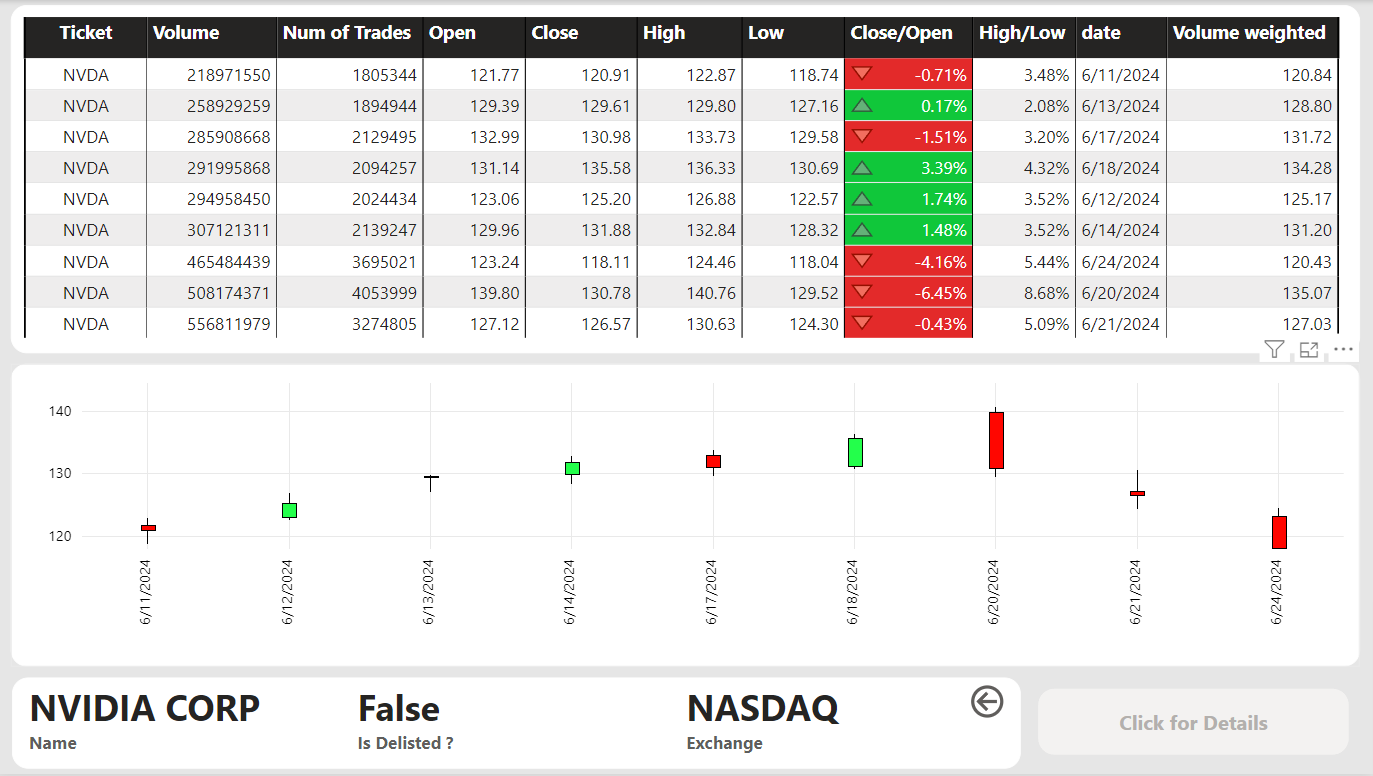 Ticket Volume Num of Trades Open Close High Low Close/Open High/Low date Volume weighted
NVDA 218971550 1805344 121.77 120.91 122.87 118.74 -0.71% 3.48% 6/11/2024 120.84
NVDA 258929259 1894944 129.39 129.61 129.80 127.16 0.17% 2.08% 6/13/2024 128.80
NVDA 285908668 2129495 132.99 130.98 133.73 129.58 -1.51% 3.20% 6/17/2024 131.72
NVDA 291995868 2094257 131.14 135.58 136.33 130.69 3.39% 4.32% 6/18/2024 134.28
NVDA 294958450 2024434 123.06 125.20 126.88 122.57 1.74% 3.52% 6/12/2024 125.17
NVDA 307121311 2139247 129.96 131.88 132.84 128.32 1.48% 3.52% 6/14/2024 131.20
NVDA 465484439 3695021 123.24 118.11 124.46 118.04 -4.16% 5.44% 6/24/2024 120.43
NVDA 508174371 4053999 139.80 130.78 140.76 129.52 -6.45% 8.68% 6/20/2024 135.07
NVDA 556811979 3274805 127.12 126.57 130.63 124.30 -0.43% 5.09% 6/21/2024 127.03
140
130
120
6/11/2024 6/12/2024 6/13/2024 6/14/2024 6/17/2024 6/18/2024 6/20/2024 6/21/2024 6/24/2024
NVIDIA CORP False NASDAQ
Name Is Delisted ? Exchange
Click for Details